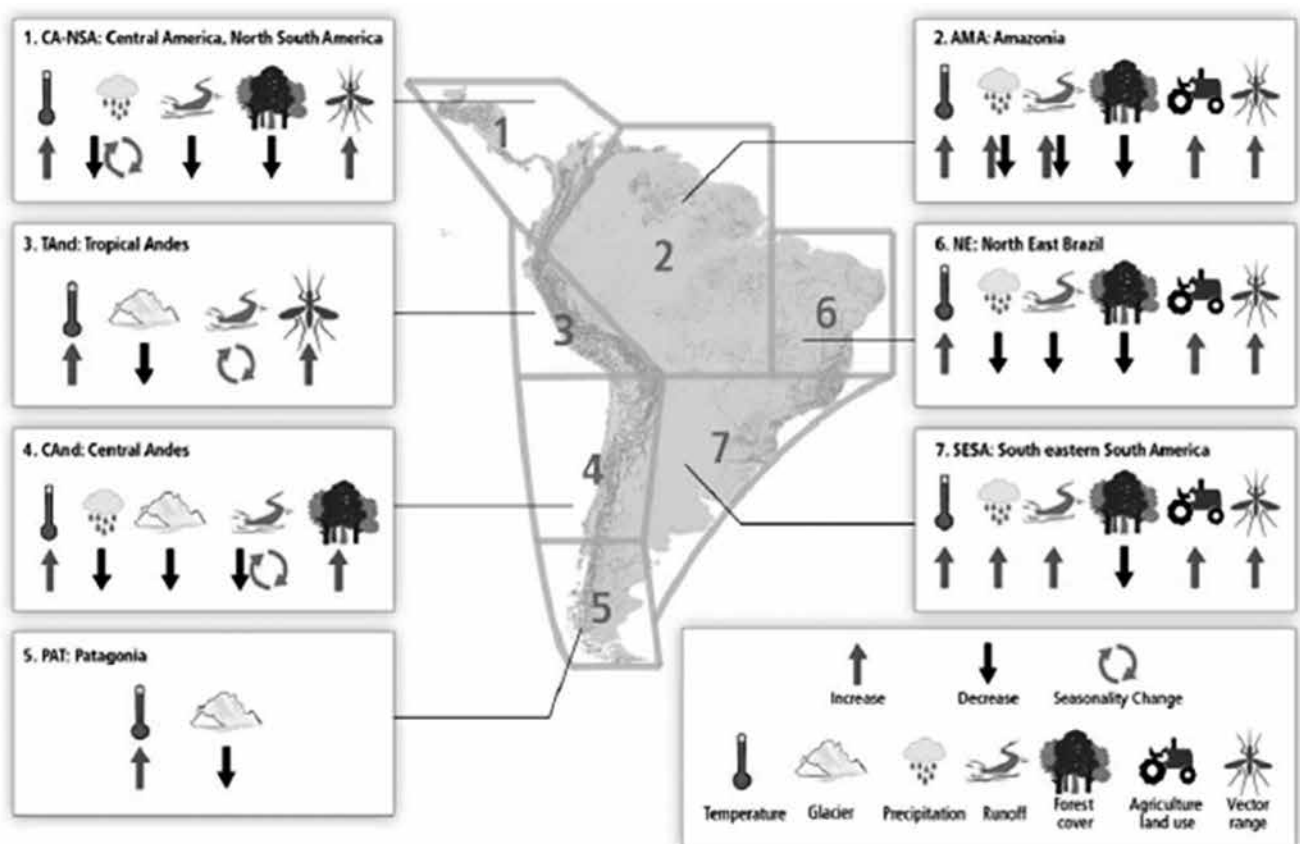 1. CA-NSA: Central America, North South America
2. AMA: Amazonia
3. TAnd: Tropical Andes
6. NE: North East Brazil
4. CAnd: Central Andes
7. SESA: South eastern South America
5. PAT: Patagonia
1
2
3
6
4
7
5
Increase
Decrease
Seasonality Change
Temperature
Glacier
Precipitation
Runoff
Forest
cover
Agriculture
land use
Vector
range